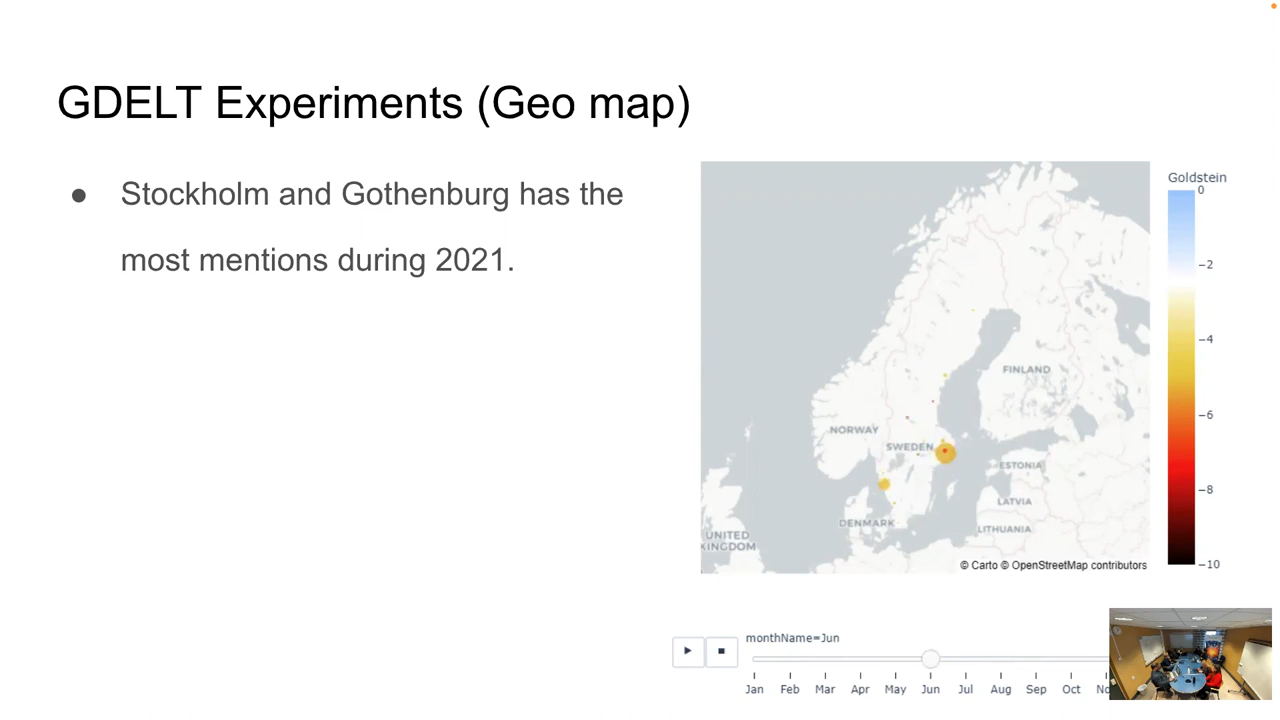 GDELT Experiments (Geo map)
● Stockholm and Gothenburg has the
most mentions during 2021.
Goldstein
0
−2
−4
−6
−8
−10
FINLAND
NORWAY
SWEDEN
ESTONIA
LATVIA
DENMARK
LITHUANIA
UNITED
KINGDOM
© Carto © OpenStreetMap contributors
monthName=Jun
Jan Feb Mar Apr May Jun Jul Aug Sep Oct